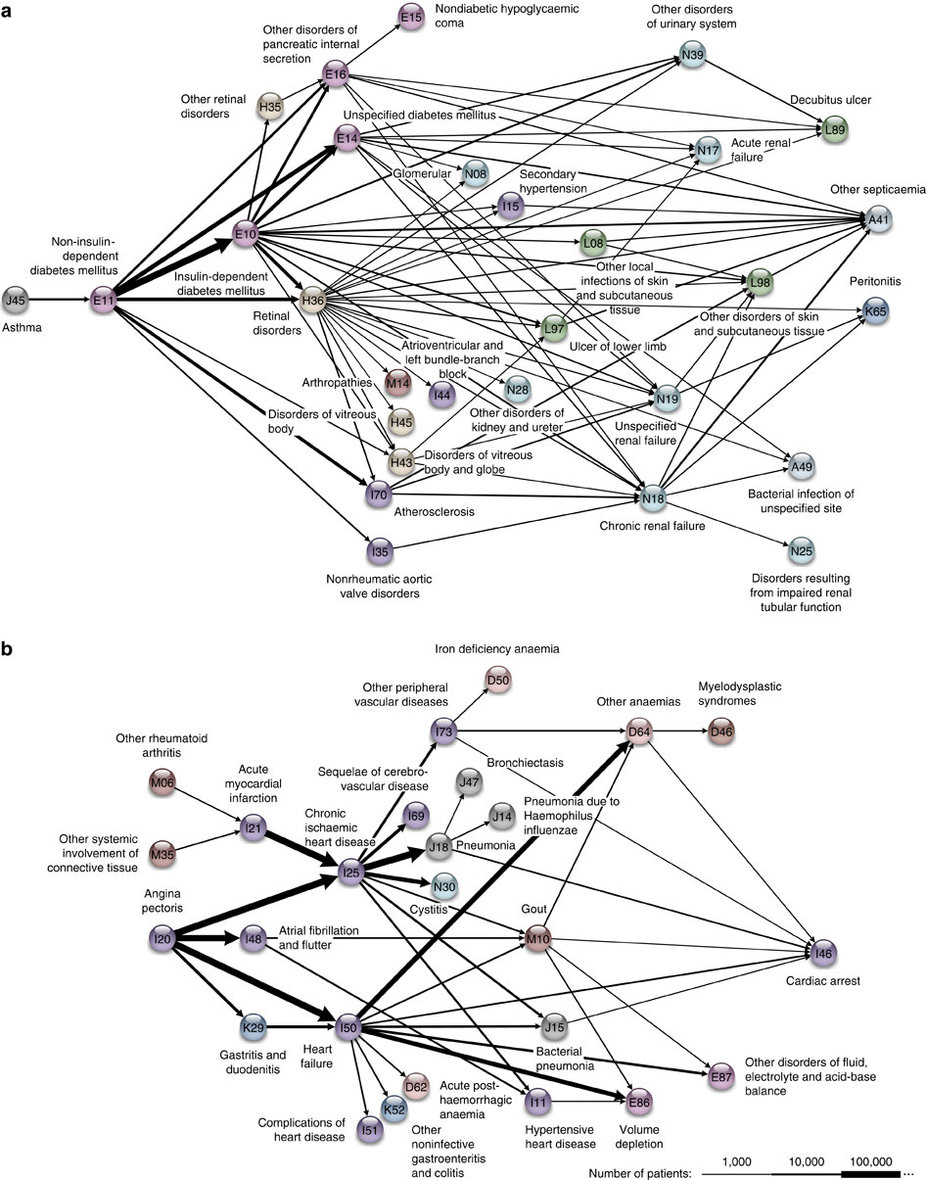 a
E15
Nondiabetic hypoglycaemic
coma
Other disorders
of urinary system
Other disorders of
pancreatic internal
secretion
N39
E16
H35
Other retinal
disorders
Decubitus ulcer
Unspecified diabetes mellitus
L89
E14
N17
Acute renal
failure
Glomerular
N08
Secondary
hypertension
Other septicaemia
I15
A41
E10
L08
Non-insulin-
dependent
diabetes mellitus
Insulin-dependent
diabetes mellitus
Other local
infections of skin
and subcutaneous
tissue
L98
Peritonitis
J45
E11
H36
K65
Asthma
Retinal
disorders
L97
Other disorders of skin
and subcutaneous tissue
Atrioventricular and
left bundle-branch
block
Ulcer of lower limb
Arthropathies
M14
I44
N28
N19
Disorders of vitreous
body
H45
Other disorders of
kidney and ureter
Unspecified
renal failure
H43
Disorders of vitreous
body and globe
A49
I70
N18
Bacterial infection of
unspecified site
Atherosclerosis
Chronic renal failure
I35
N25
Nonrheumatic aortic
valve disorders
Disorders resulting
from impaired renal
tubular function
b
Iron deficiency anaemia
D50
Other peripheral
vascular diseases
Other anaemias
Myelodysplastic
syndromes
I73
D64
D46
Other rheumatoid
arthritis
M06
Acute
myocardial
infarction
Sequelae of cerebro-
vascular disease
Bronchiectasis
J47
Chronic
ischaemic
heart disease
I69
J14
Pneumonia due to
Haemophilus
influenzae
I21
Other systemic
involvement of
connective tissue
M35
J18
Pneumonia
I25
N30
Cystitis
Angina
pectoris
Gout
I20
I48
Atrial fibrillation
and flutter
M10
I46
Cardiac arrest
K29
I50
J15
Gastritis and
duodenitis
Heart
failure
Bacterial
pneumonia
E87
Other disorders of fluid,
electrolyte and acid-base
balance
D62
Acute post-
haemorrhagic
anaemia
K52
I11
E86
Complications of
heart disease
I51
Other
noninfective
gastroenteritis
and colitis
Hypertensive
heart disease
Volume
depletion
1,000
10,000
100,000
Number of patients:
...